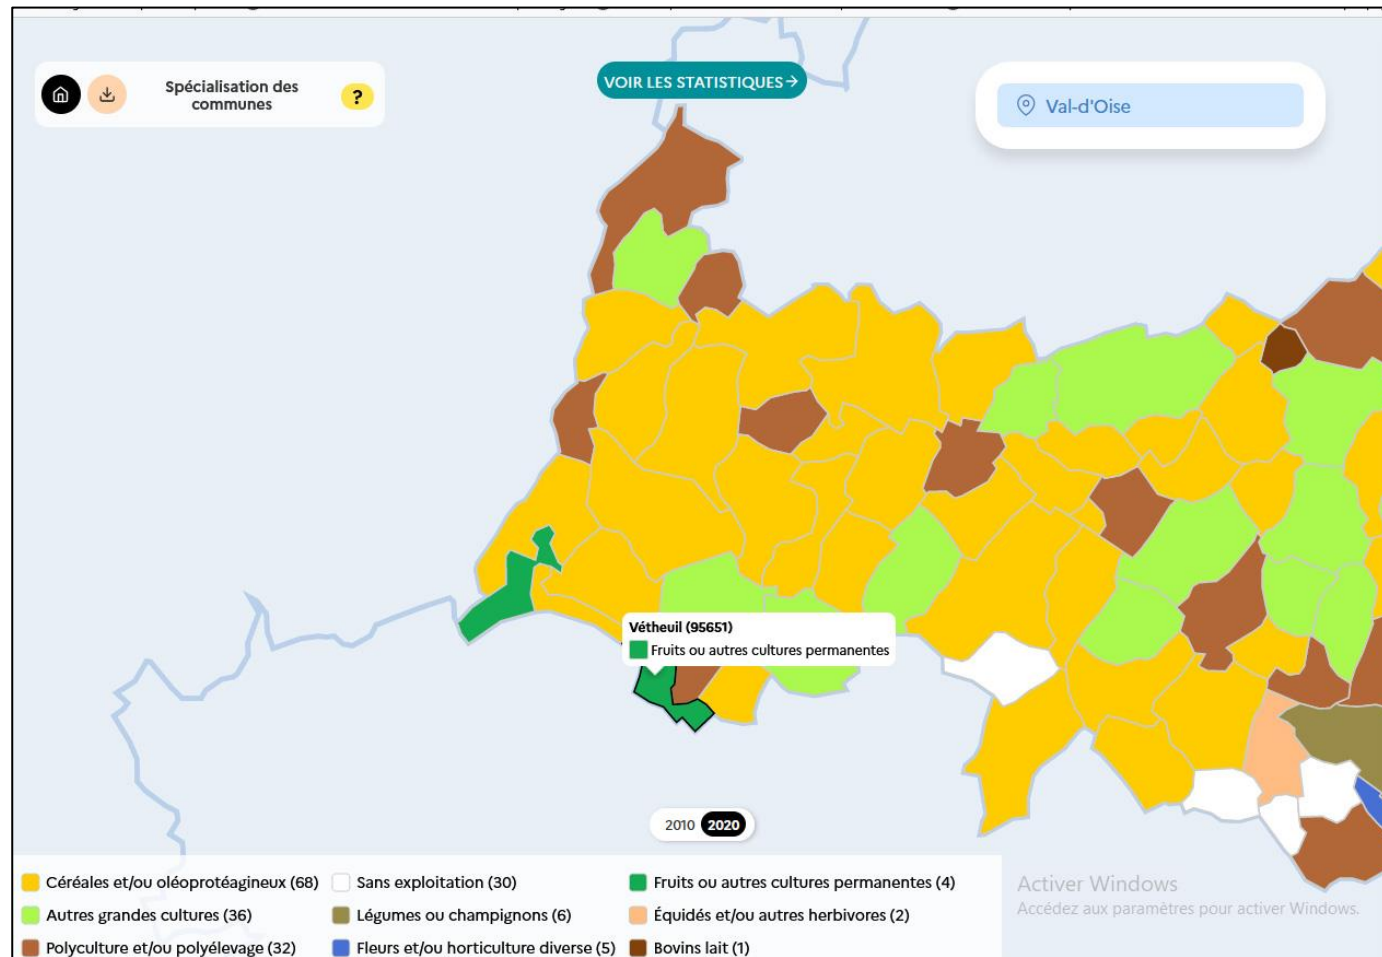 Spécialisation des
communes
?
VOIR LES STATISTIQUES→
Val-d'Oise
Vétheuil (95651)
Fruits ou autres cultures permanentes
2010 2020
Céréales et/ou oléoprotéagineux (68)
Sans exploitation (30)
Fruits ou autres cultures permanentes (4)
Autres grandes cultures (36)
Légumes ou champignons (6)
Équidés et/ou autres herbivores (2)
Polyculture et/ou polyélevage (32)
Fleurs et/ou horticulture diverse (5)
Bovins lait (1)
Activer Windows
Accédez aux paramètres pour activer Windows.